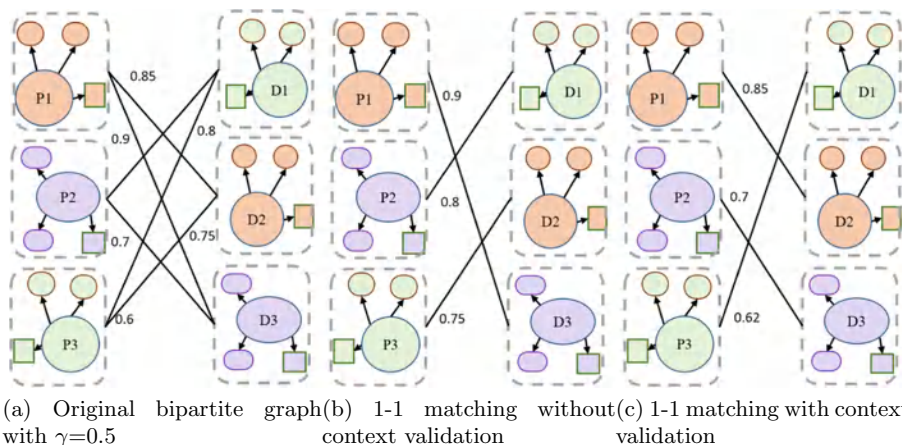 P1
P2
P3
0.85
0.9
0.8
0.7
0.75
0.6
D1
D2
D3
P1
P2
P3
0.9
0.8
0.75
D1
D2
D3
P1
P2
P3
0.85
0.7
0.62
D1
D2
D3
(a) Original bipartite graph
with γ=0.5
(b) 1-1 matching without
context validation
(c) 1-1 matching with context
validation